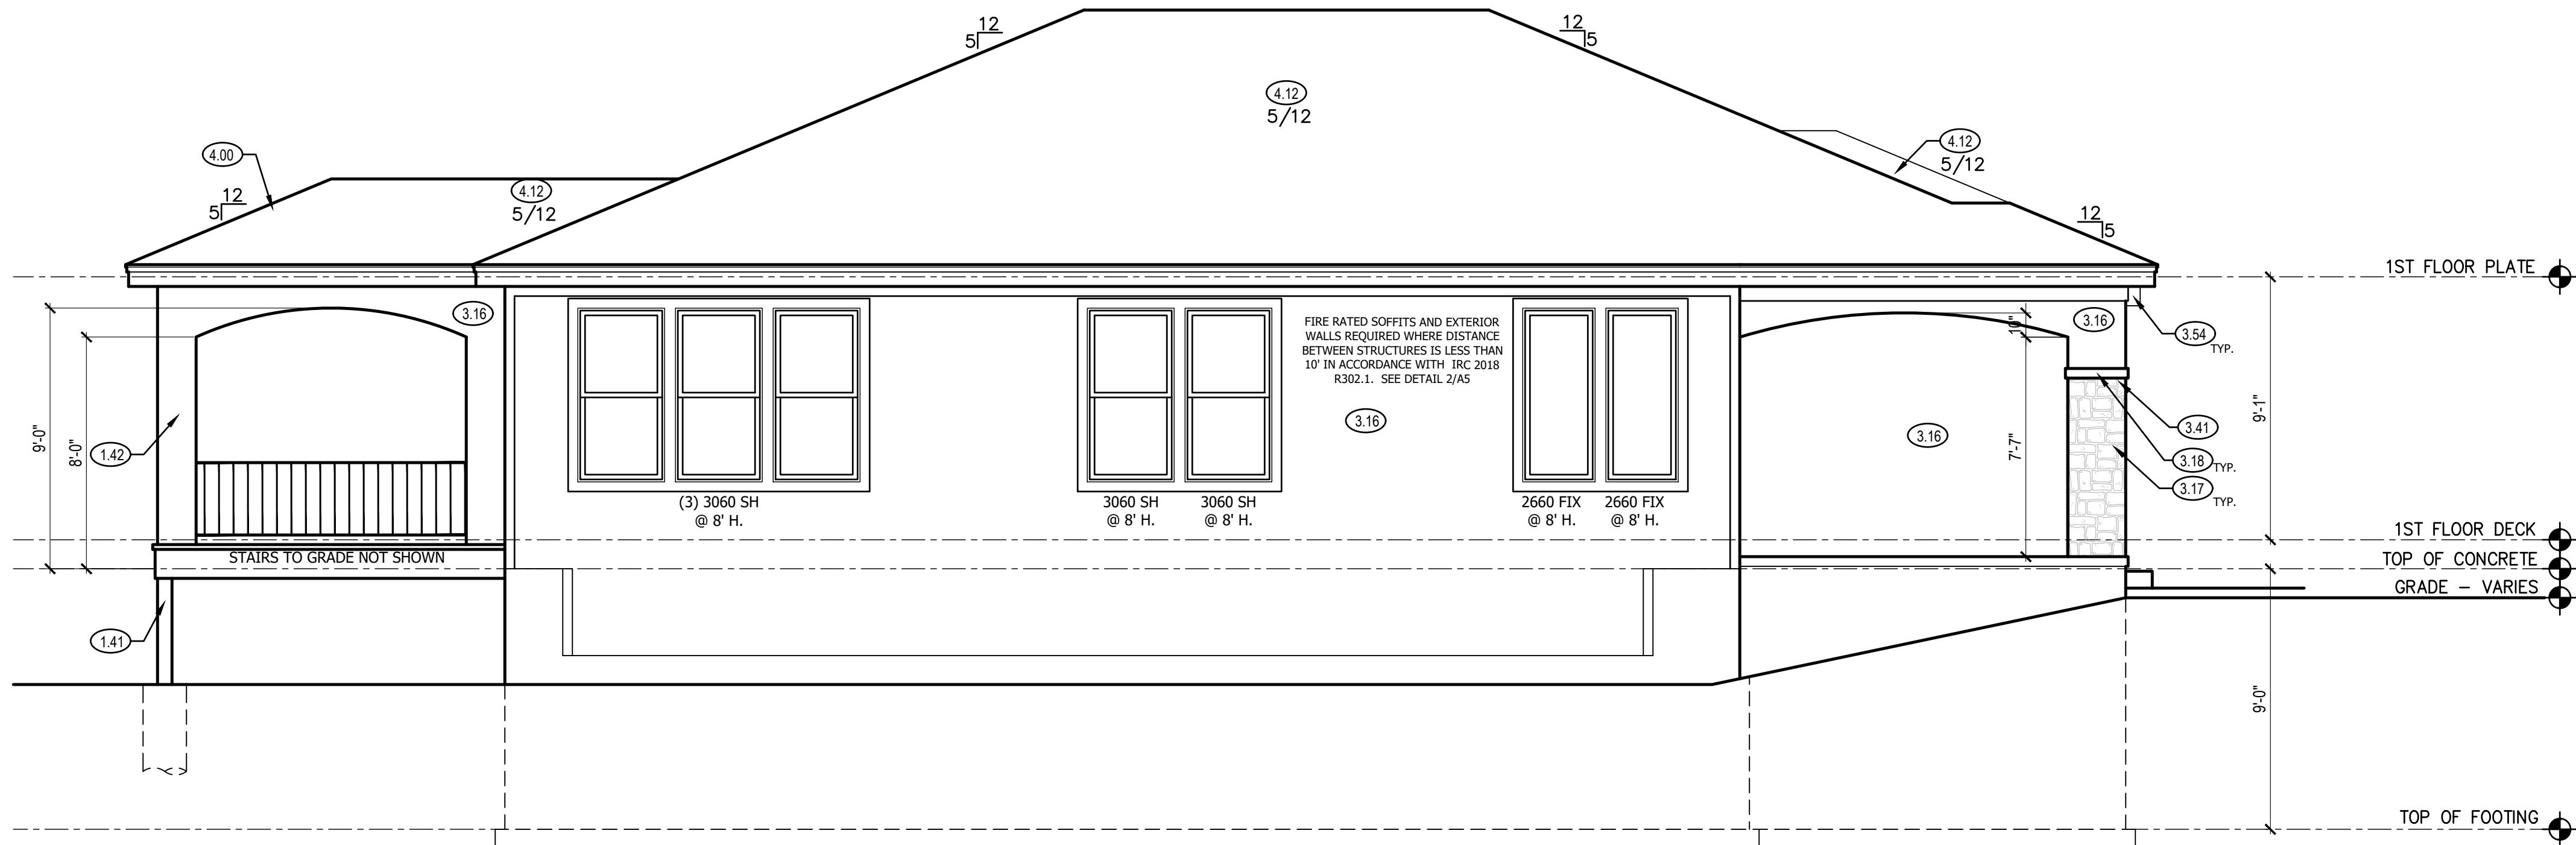 12
5
12
5
4.12
5/12
4.00
4.12
5/12
12
5
4.12
5/12
12
5
1ST FLOOR PLATE
3.16
FIRE RATED SOFFITS AND EXTERIOR
WALLS REQUIRED WHERE DISTANCE
BETWEEN STRUCTURES IS LESS THAN
10' IN ACCORDANCE WITH IRC 2018
R302.1. SEE DETAIL 2/A5
3.16
10"
3.16
3.54 TYP.
9'-0"
8'-0"
1.42
3.16
7'-7"
3.41
3.18 TYP.
3.17 TYP.
9'-1"
(3) 3060 SH
@ 8' H.
3060 SH
@ 8' H.
3060 SH
@ 8' H.
2660 FIX
@ 8' H.
2660 FIX
@ 8' H.
1ST FLOOR DECK
STAIRS TO GRADE NOT SHOWN
TOP OF CONCRETE
GRADE - VARIES
1.41
9'-0"
TOP OF FOOTING